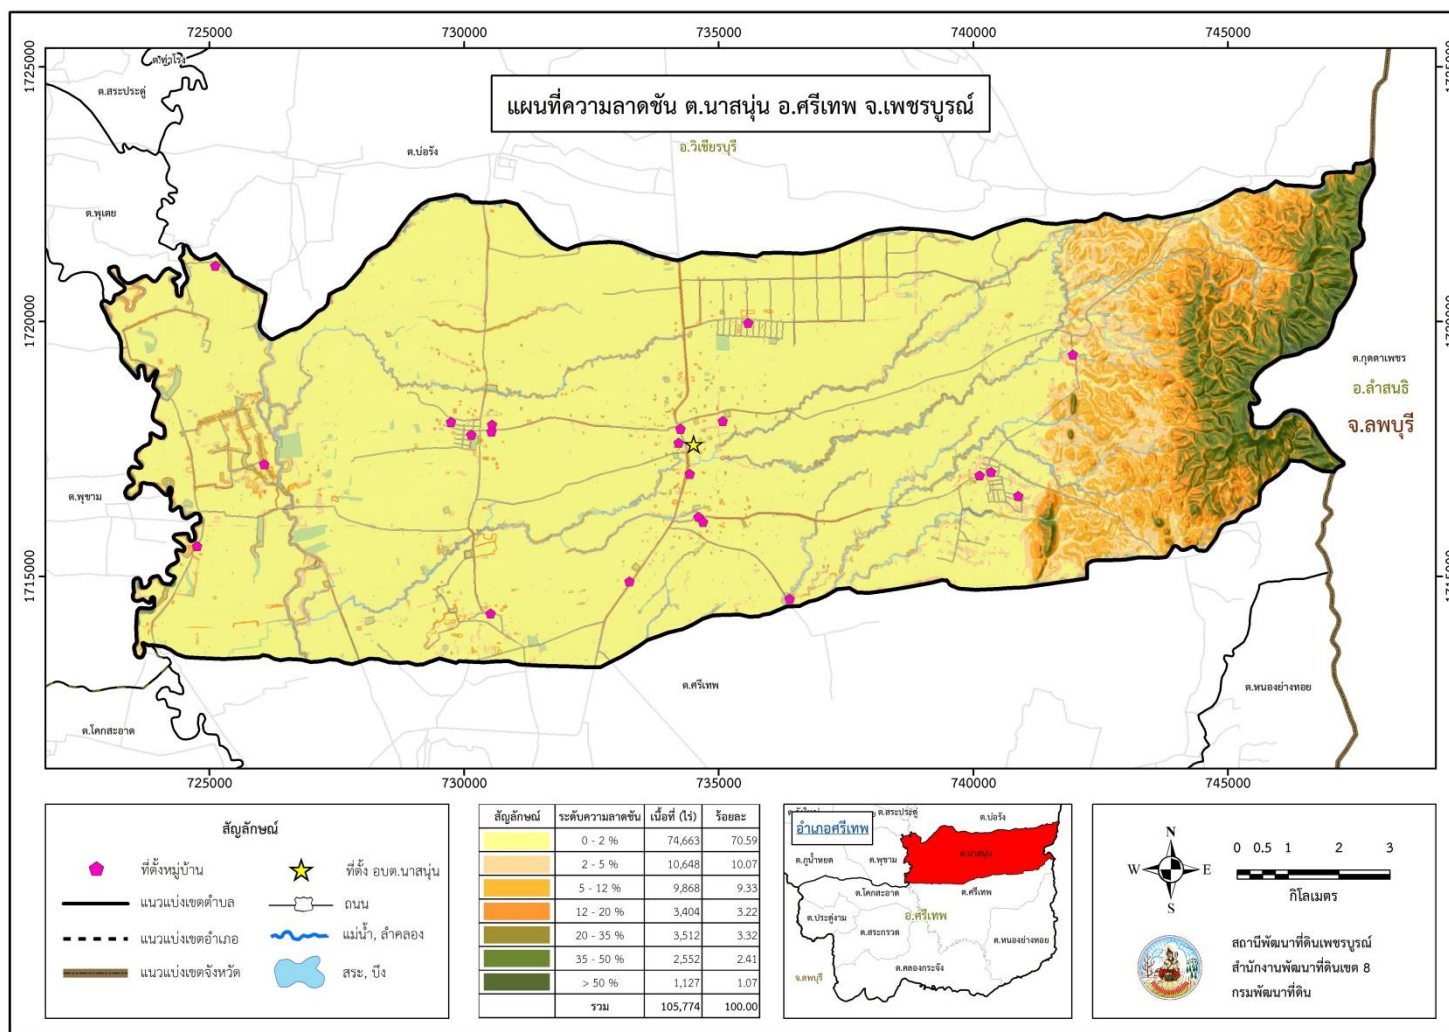 725000 730000 735000 740000 745000
1725000
ต.ท่าโรง
ต.สระประดู่
แผนที่ความลาดชัน ต.นาสนุ่น อ.ศรีเทพ จ.เพชรบูรณ์
ต.บ่อรัง
อ.วิเชียรบุรี
ต.พุเตย
1720000
ต.กุดตาเพชร
อ.ลำสนธิ
จ.ลพบุรี
ต.พุขาม
1715000
ต.ศรีเทพ
ต.หนองย่างทอย
ต.โคกสะอาด
725000 730000 735000 740000 745000
สัญลักษณ์
ที่ตั้งหมู่บ้าน
ที่ตั้ง อบต.นาสนุ่น
แนวแบ่งเขตตำบล
ถนน
แนวแบ่งเขตอำเภอ
แม่น้ำ, ลำคลอง
แนวแบ่งเขตจังหวัด
สระ, บึง
สัญลักษณ์ ระดับความลาดชัน เนื้อที่ (ไร่) ร้อยละ
0 - 2 % 74,663 70.59
2 - 5 % 10,648 10.07
5 - 12 % 9,868 9.33
12 - 20 % 3,404 3.22
20 - 35 % 3,512 3.32
35 - 50 % 2,552 2.41
> 50 % 1,127 1.07
รวม 105,774 100.00
ต.สระประดู่
ต.บ่อรัง
อำเภอศรีเทพ
ต.ภูน้ำหยด
ต.พุขาม
ต.นาสนุ่น
ต.โคกสะอาด
ต.ศรีเทพ
ต.ประดู่งาม
อ.ศรีเทพ
ต.สระกรวด
ต.หนองย่างทอย
ต.คลองกระจัง
จ.ลพบุรี
N
W E
S
0 0.5 1 2 3
กิโลเมตร
สถานีพัฒนาที่ดินเพชรบูรณ์
สำนักงานพัฒนาที่ดินเขต 8
กรมพัฒนาที่ดิน